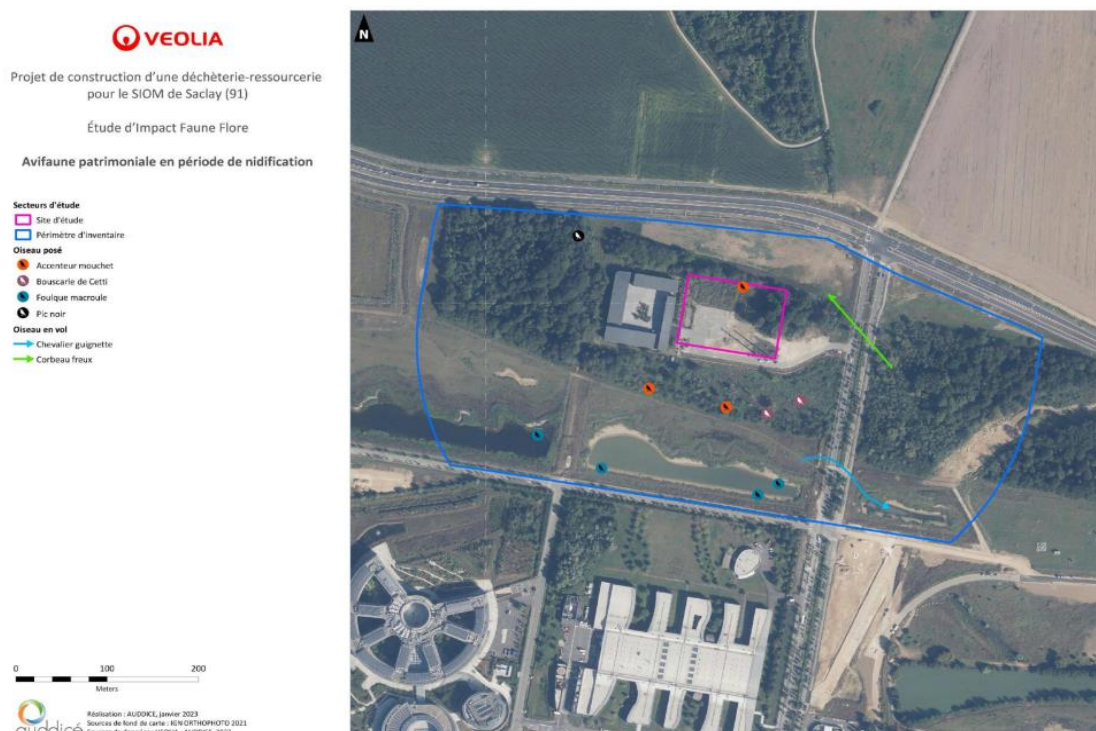 VEOLIA
Projet de construction d'une déchèterie-ressourcerie
pour le SIOM de Saclay (91)
Étude d'Impact Faune Flore
Avifaune patrimoniale en période de nidification
Secteurs d'étude
Site d'étude
Périmètre d'inventaire
Oiseau posé
Accenteur mouchet
Bouscarle de Cetti
Foulque macroule
Pic noir
Oiseau en vol
Chevalier guignette
Corbeau freux
N
0 100 200
Meters
auddicé
Réalisation : AUDDICE, janvier 2023
Sources de fond de carte : IGN ORTHOPHOTO 2021